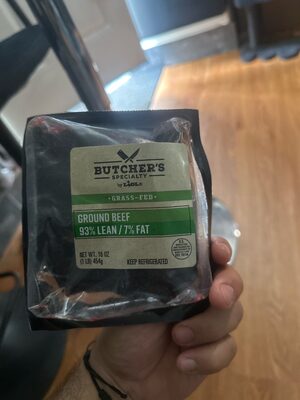 BUTCHER'S
SPECIALTY
by LIDL
GRASS-FED
GROUND BEEF
93% LEAN / 7% FAT
NET WT. 16 OZ
(1 LB) 454g
KEEP REFRIGERATED